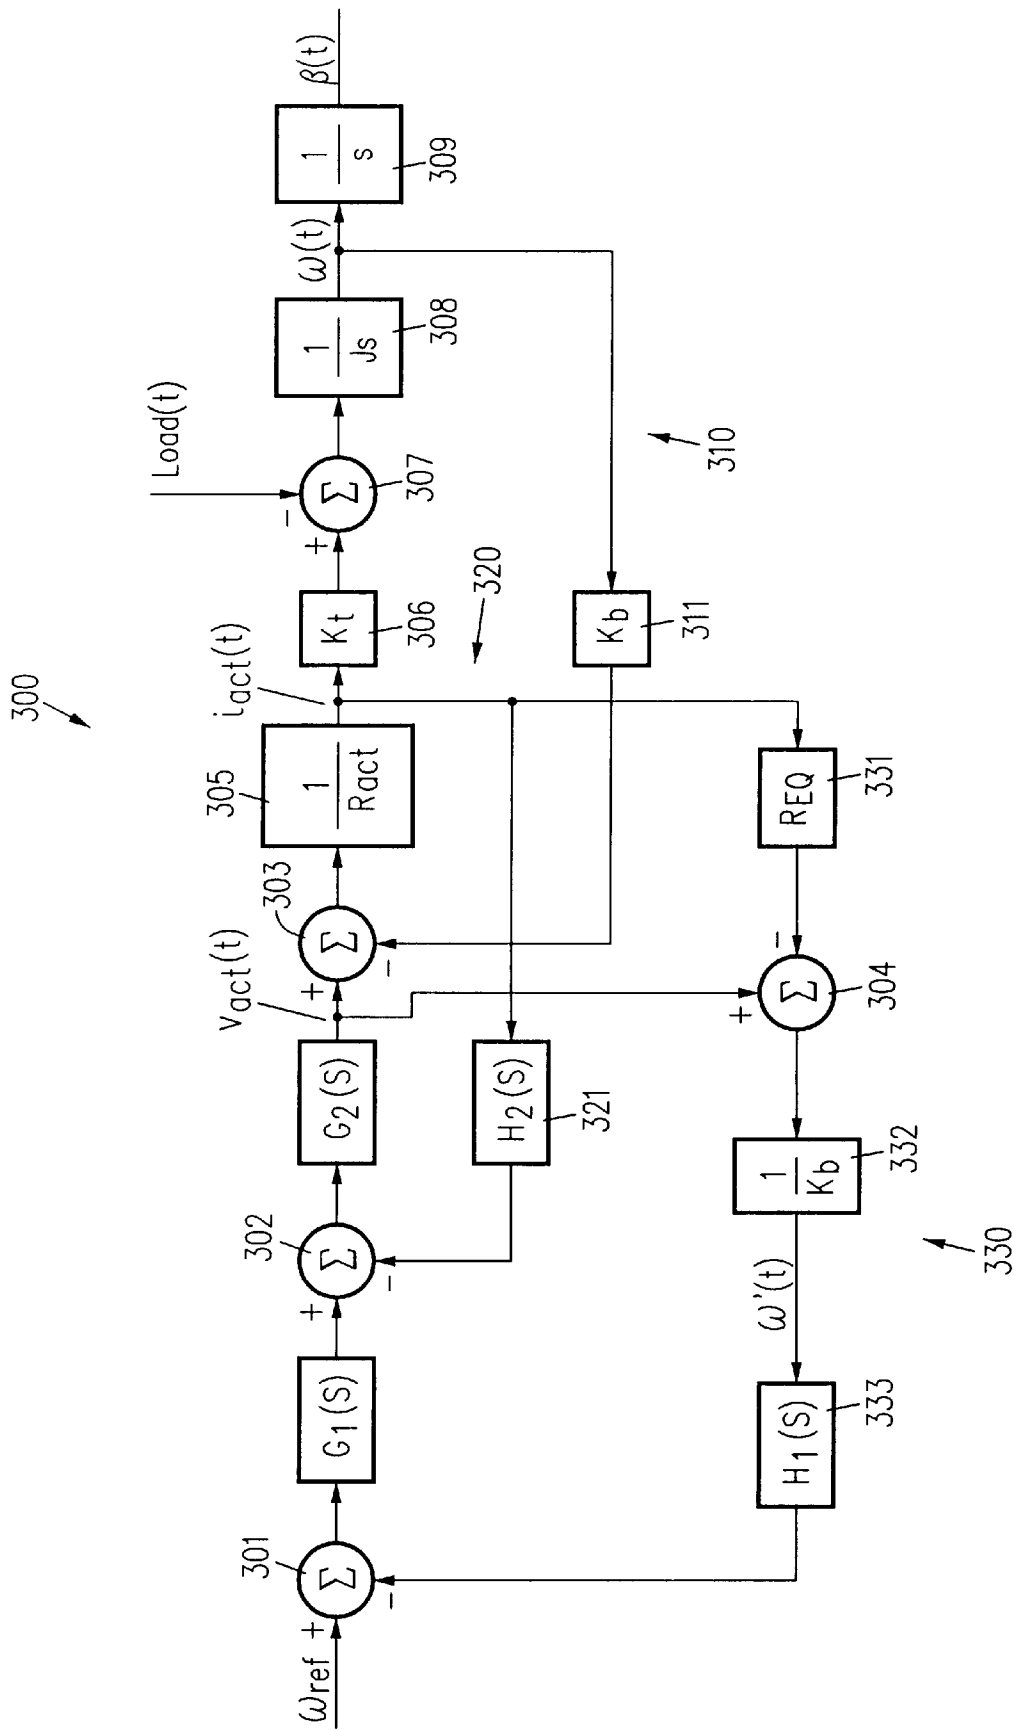 300
Load(t)
ωref
+
−
301
Σ
G1(S)
+
−
302
Σ
G2(S)
vact(t)
+
−
303
Σ
305
1
Ract
iact(t)
Kt
306
+
−
Σ
307
1
Js
308
ω(t)
1
s
309
β(t)
320
310
H2(S)
321
Kb
311
H1(S)
333
ω'(t)
1
Kb
332
+
−
Σ
304
REQ
331
330